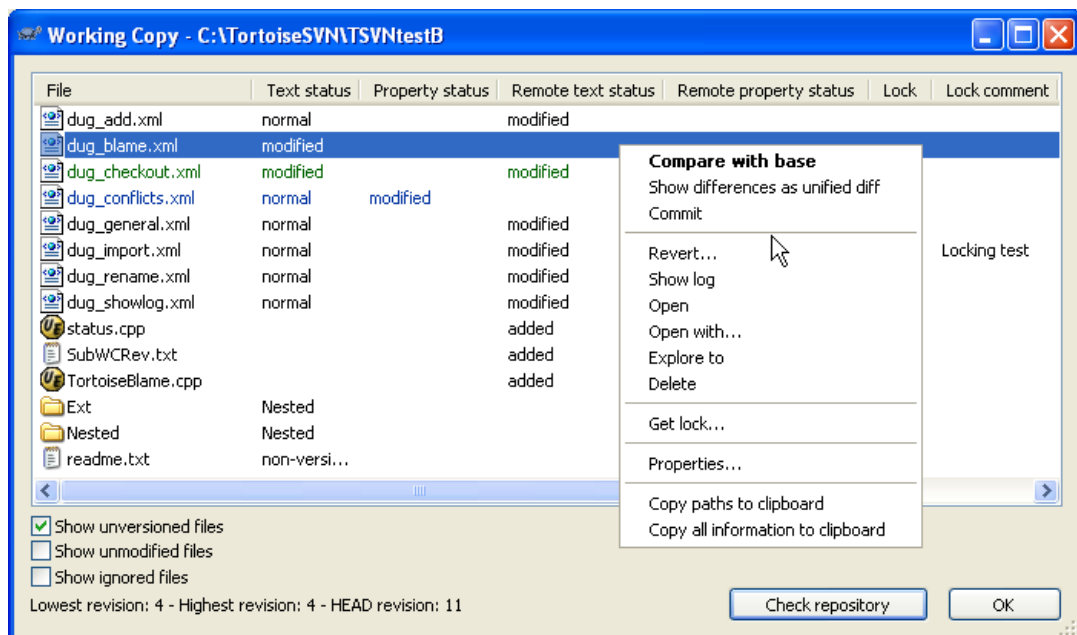 Working Copy - C:\TortoiseSVN\TSVNtestB
File Text status Property status Remote text status Remote property status Lock Lock comment
dug_add.xml normal modified
dug_blame.xml modified
dug_checkout.xml modified modified
dug_conflicts.xml normal modified
dug_general.xml normal modified
dug_import.xml normal modified Locking test
dug_rename.xml normal modified
dug_showlog.xml normal modified
status.cpp added
SubWCRev.txt added
TortoiseBlame.cpp added
Ext Nested
Nested Nested
readme.txt non-versi...
Compare with base
Show differences as unified diff
Commit
Revert...
Show log
Open
Open with...
Explore to
Delete
Get lock...
Properties...
Copy paths to clipboard
Copy all information to clipboard
Show unversioned files
Show unmodified files
Show ignored files
Lowest revision: 4 - Highest revision: 4 - HEAD revision: 11
Check repository OK